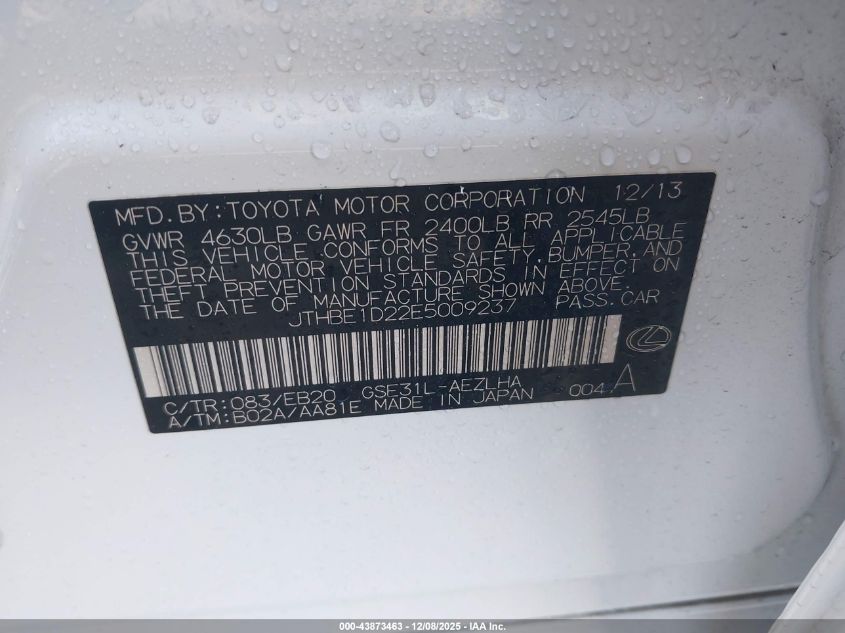 MFD.BY:TOYOTA MOTOR CORPORATION 12/13
GVWR 4630LB GAWR FR 2400LB RR 2545LB
THIS VEHICLE CONFORMS TO ALL APPLICABLE
FEDERAL MOTOR VEHICLE SAFETY,BUMPER,AND
THEFT PREVENTION STANDARDS IN EFFECT ON
THE DATE OF MANUFACTURE SHOWN ABOVE.
JTHBE1D22E5009237 PASS.CAR
C/TR:083/EB20 GSE31L-AEZLHA
A/TM:B02A/AA81E MADE IN JAPAN 004 A
000-43873463 - 12/08/2025 - IAA Inc.